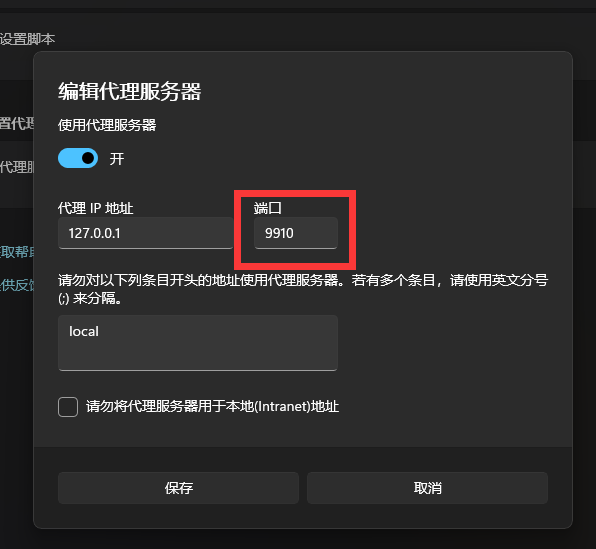 设置脚本
编辑代理服务器
使用代理服务器
开
置代理
代理服
代理 IP 地址
端口
127.0.0.1
9910
取帮助
供反馈
请勿对以下列条目开头的地址使用代理服务器。若有多个条目，请使用英文分号
(;) 来分隔。
local
请勿将代理服务器用于本地(Intranet)地址
保存
取消